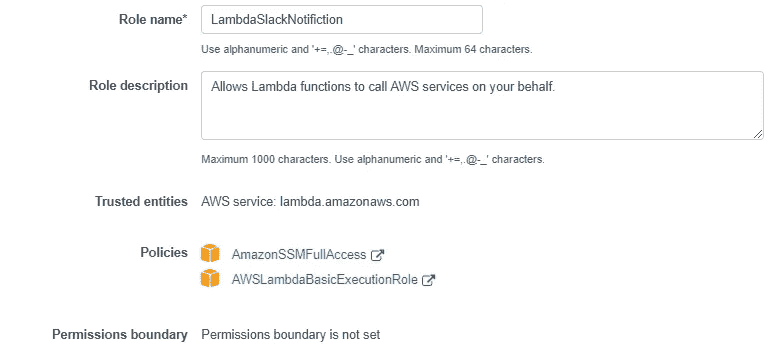 Role name* LambdaSlackNotifiction
Use alphanumeric and '+=,.@-_' characters. Maximum 64 characters.
Role description Allows Lambda functions to call AWS services on your behalf.
Maximum 1000 characters. Use alphanumeric and '+=,.@-_' characters.
Trusted entities AWS service: lambda.amazonaws.com
Policies AmazonSSMFullAccess
AWSLambdaBasicExecutionRole
Permissions boundary Permissions boundary is not set